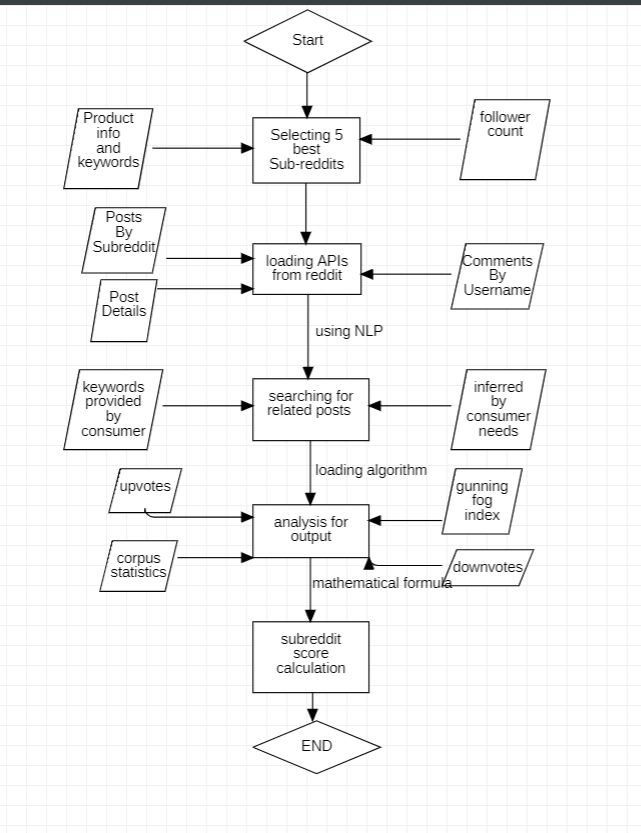 Start
Product
info
and
keywords
Selecting 5
best
Sub-reddits
follower
count
Posts
By
Subreddit
Post
Details
loading APIs
from reddit
Comments
By
Username
using NLP
keywords
provided
by
consumer
searching for
related posts
inferred
by
consumer
needs
loading algorithm
upvotes
corpus
statistics
analysis for
output
gunning
fog
index
downvotes
mathematical formula
subreddit
score
calculation
END